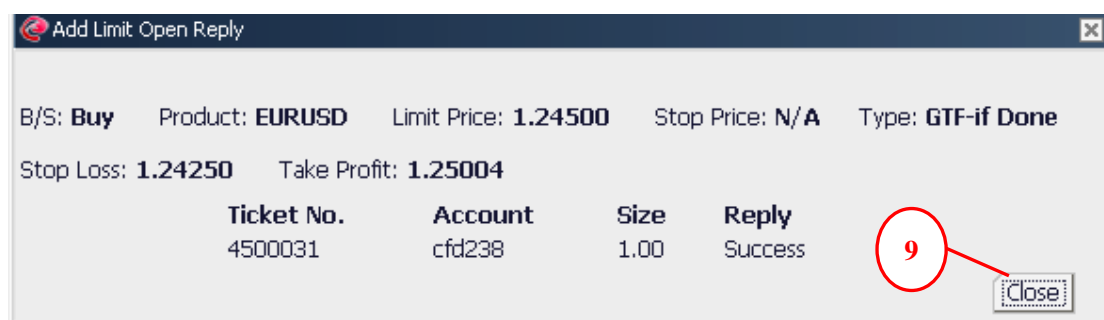 Add Limit Open Reply
B/S: Buy Product: EURUSD Limit Price: 1.24500 Stop Price: N/A Type: GTF-if Done
Stop Loss: 1.24250 Take Profit: 1.25004
Ticket No. Account Size Reply
4500031 cfd238 1.00 Success
9
Close